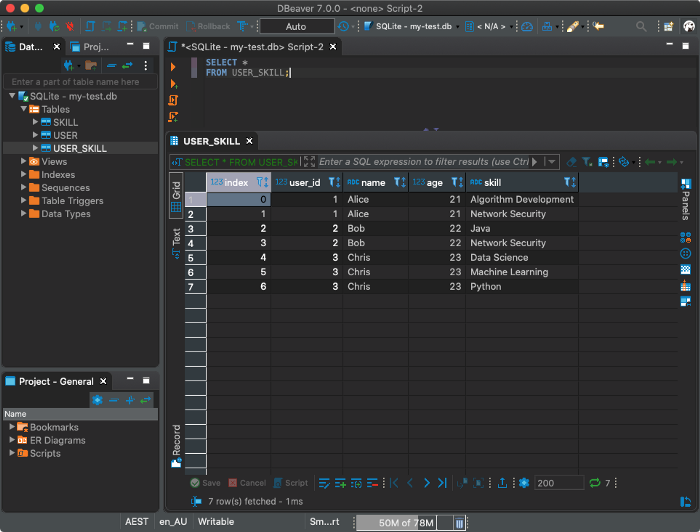 DBeaver 7.0.0 - <none> Script-2
Auto
SQLite - my-test.db
< N/A >
Dat...
Proj...
Enter a part of table name here
SQLite - my-test.db
Tables
SKILL
USER
USER_SKILL
Views
Indexes
Sequences
Table Triggers
Data Types
*<SQLite - my-test.db> Script-2
SELECT *
FROM USER_SKILL;
USER_SKILL
SELECT * FROM USER_SK
Enter a SQL expression to filter results (use Ctrl
Grid
Text
Record
Panels
123 index 123 user_id ABC name 123 age ABC skill
1 0 1 Alice 21 Algorithm Development
2 1 1 Alice 21 Network Security
3 2 2 Bob 22 Java
4 3 2 Bob 22 Network Security
5 4 3 Chris 23 Data Science
6 5 3 Chris 23 Machine Learning
7 6 3 Chris 23 Python
Save Cancel Script 200 7
7 row(s) fetched - 1ms
Project - General
Name
Bookmarks
ER Diagrams
Scripts
AEST en_AU Writable Sm...rt 50M of 78M